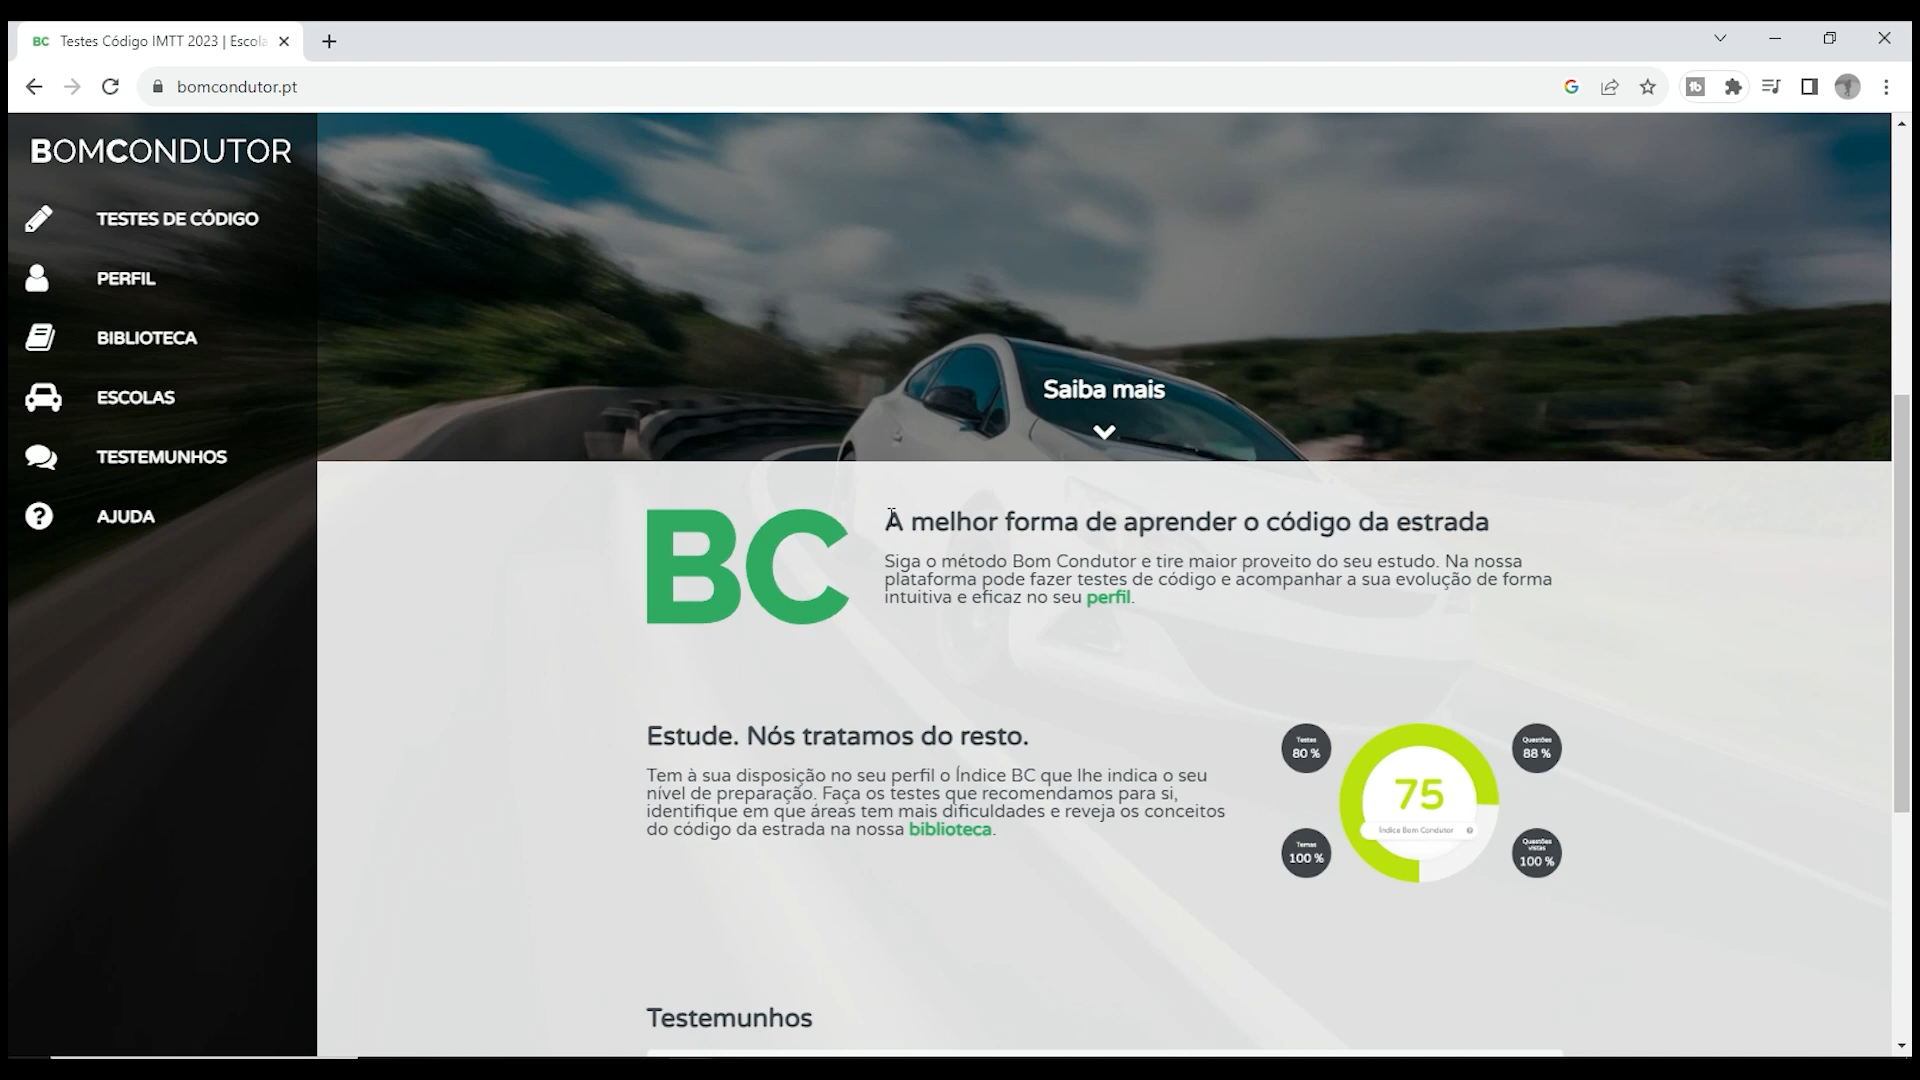 BC Testes Código IMTT 2023 | Escola
bomcondutor.pt
BOMCONDUTOR
TESTES DE CÓDIGO
PERFIL
BIBLIOTECA
ESCOLAS
TESTEMUNHOS
AJUDA
Saiba mais
BC
A melhor forma de aprender o código da estrada
Siga o método Bom Condutor e tire maior proveito do seu estudo. Na nossa
plataforma pode fazer testes de código e acompanhar a sua evolução de forma
intuitiva e eficaz no seu perfil.
Estude. Nós tratamos do resto.
Tem à sua disposição no seu perfil o Índice BC que lhe indica o seu
nível de preparação. Faça os testes que recomendamos para si,
identifique em que áreas tem mais dificuldades e reveja os conceitos
do código da estrada na nossa biblioteca.
Testes
80 %
Questões
88 %
75
Índice Bom Condutor
Temas
100 %
Questões
vistas
100 %
Testemunhos